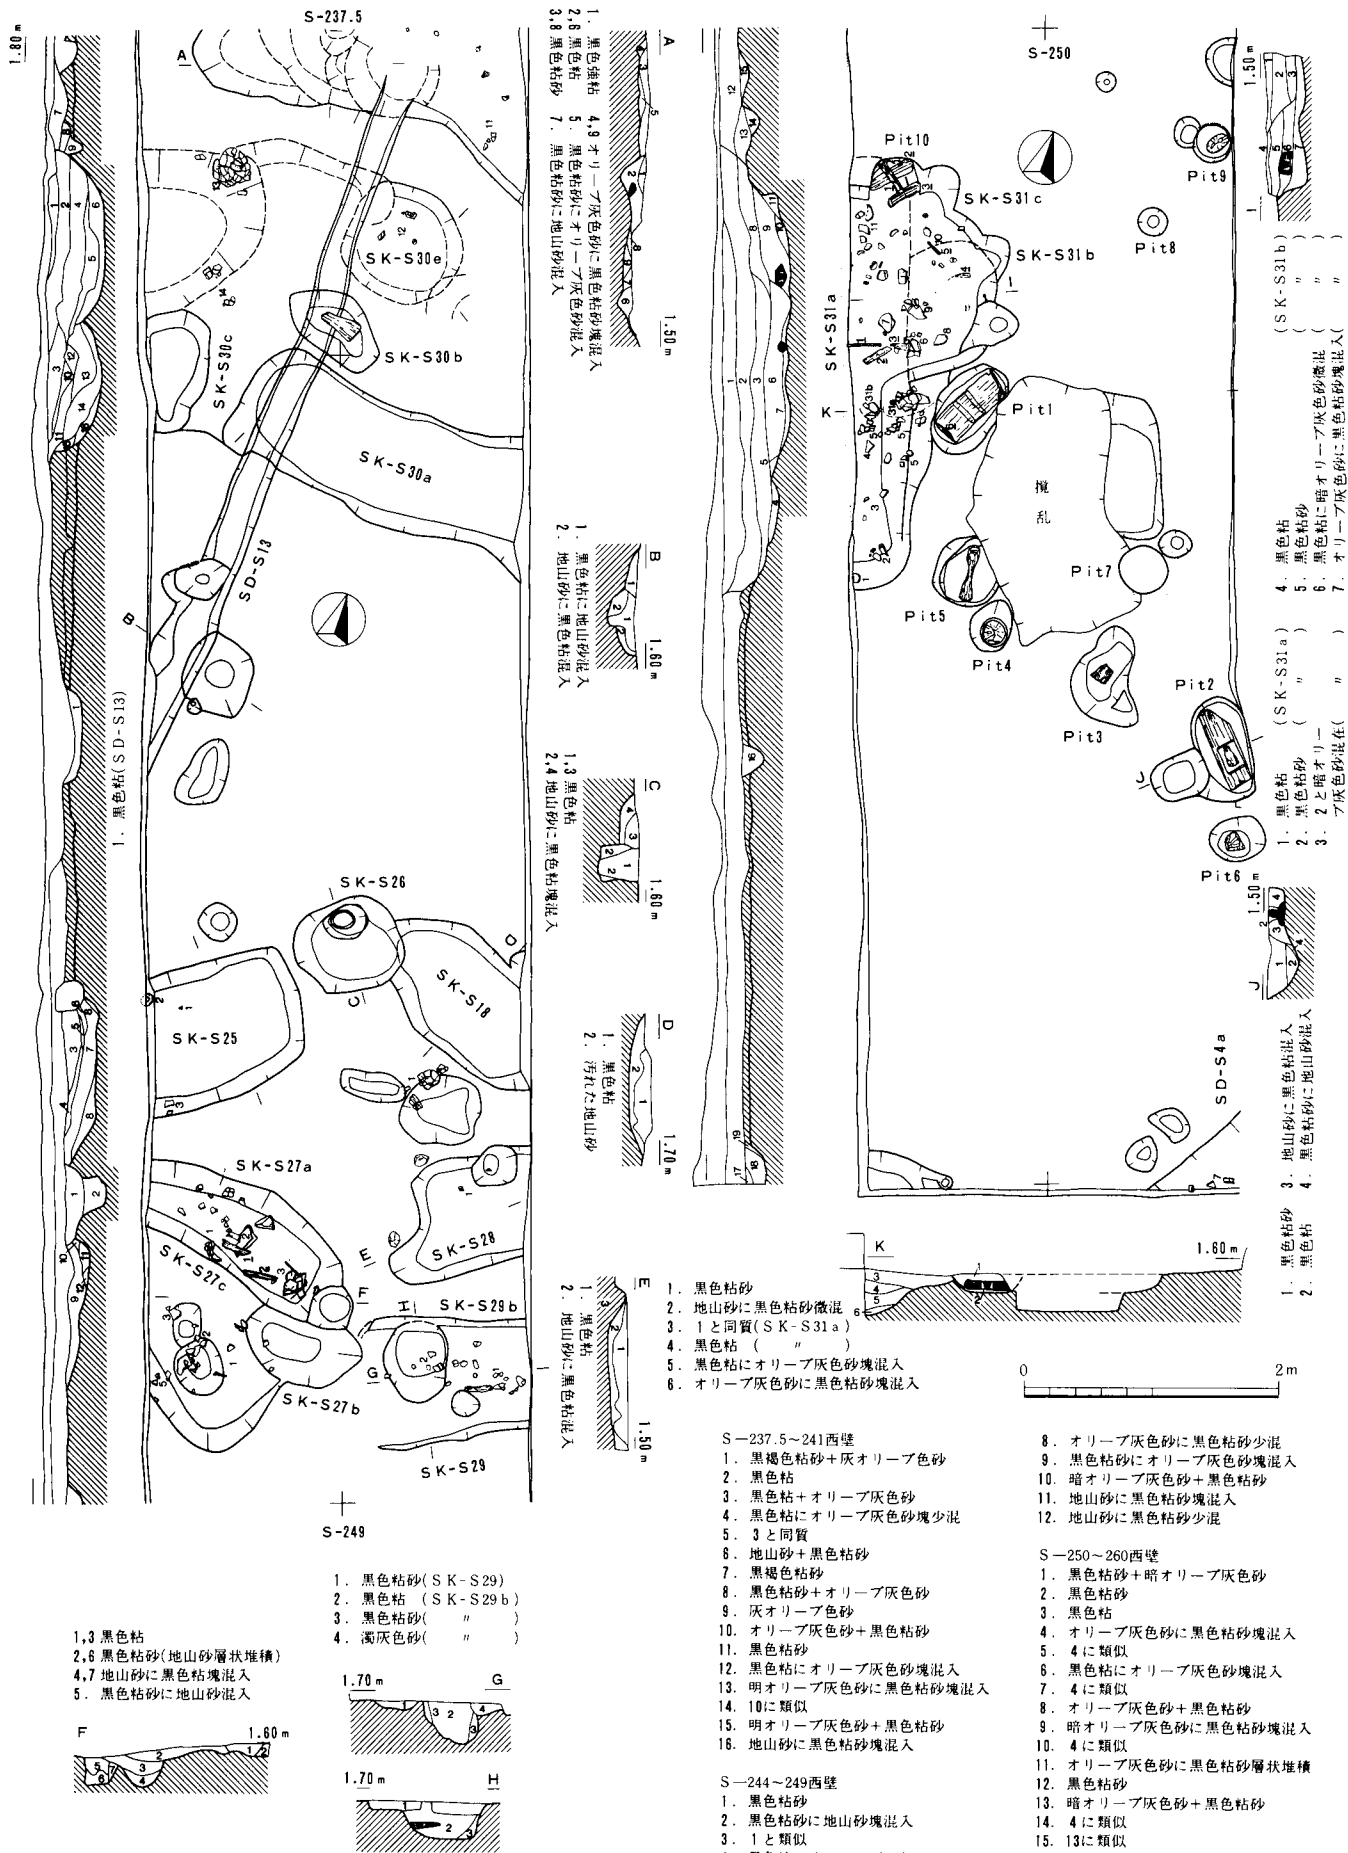 S-237.5
1.80 m
A
SK-S30e
SK-S30c
SK-S30b
SK-S30a
SD-S13
B
1. 黒色粘(SD-S13)
SK-S26
D
C
SK-S18
SK-S25
SK-S27a
SK-S27c
SK-S28
E
F
H
SK-S29b
G
SK-S27b
SK-S29
S-249
A
1. 黒色強粘
2,6 黒色粘
3,8 黒色粘砂
4,9 オリーブ灰色砂に黒色粘砂塊混入
5. 黒色粘砂にオリーブ灰色砂混入
7. 黒色粘砂に地山砂混入
1.50 m
B
1. 黒色粘に地山砂混入
2. 地山砂に黒色粘混入
1.60 m
C
1,3 黒色粘
2,4 地山砂に黒色粘塊混入
1.60 m
D
1. 黒色粘
2. 汚れた地山砂
1.70 m
E
1. 黒色粘
2. 地山砂に黒色粘混入
1.50 m
S-250
Pit10
Pit9
SK-S31c
Pit8
SK-S31b
SK-S31a
K
Pit1
撹乱
Pit7
Pit5
Pit4
Pit3
Pit2
J
Pit6
SD-S4a
1.50 m
I
1. 黒色粘 (SK-S31a)
2. 黒色粘砂 ( 〃 )
3. 2と暗オリー
ブ灰色砂混在( 〃 )
4. 黒色粘 (SK-S31b)
5. 黒色粘砂 ( 〃 )
6. 黒色粘に暗オリーブ灰色砂微混 ( 〃 )
7. オリーブ灰色砂に黒色粘砂塊混入( 〃 )
1.50 m
J
1. 黒色粘砂
2. 黒色粘
3. 地山砂に黒色粘混入
4. 黒色粘砂に地山砂混入
K
1.60 m
1. 黒色粘砂
2. 地山砂に黒色粘砂微混
3. 1と同質(SK-S31a)
4. 黒色粘 ( 〃 )
5. 黒色粘にオリーブ灰色砂塊混入
6. オリーブ灰色砂に黒色粘砂塊混入
0 2m
S-237.5~241西壁
1. 黒褐色粘砂+灰オリーブ色砂
2. 黒色粘
3. 黒色粘+オリーブ灰色砂
4. 黒色粘にオリーブ灰色砂塊少混
5. 3と同質
6. 地山砂+黒色粘砂
7. 黒褐色粘砂
8. 黒色粘砂+オリーブ灰色砂
9. 灰オリーブ色砂
10. オリーブ灰色砂+黒色粘砂
11. 黒色粘砂
12. 黒色粘にオリーブ灰色砂塊混入
13. 明オリーブ灰色砂に黒色粘砂塊混入
14. 10に類似
15. 明オリーブ灰色砂+黒色粘砂
16. 地山砂に黒色粘砂塊混入
S-244~249西壁
1. 黒色粘砂
2. 黒色粘砂に地山砂塊混入
3. 1と類似
8. オリーブ灰色砂に黒色粘砂少混
9. 黒色粘砂にオリーブ灰色砂塊混入
10. 暗オリーブ灰色砂+黒色粘砂
11. 地山砂に黒色粘砂塊混入
12. 地山砂に黒色粘砂少混
S-250~260西壁
1. 黒色粘砂+暗オリーブ灰色砂
2. 黒色粘砂
3. 黒色粘
4. オリーブ灰色砂に黒色粘砂塊混入
5. 4に類似
6. 黒色粘にオリーブ灰色砂塊混入
7. 4に類似
8. オリーブ灰色砂+黒色粘砂
9. 暗オリーブ灰色砂に黒色粘砂塊混入
10. 4に類似
11. オリーブ灰色砂に黒色粘砂層状堆積
12. 黒色粘砂
13. 暗オリーブ灰色砂+黒色粘砂
14. 4に類似
15. 13に類似
1. 黒色粘砂(SK-S29)
2. 黒色粘 (SK-S29b)
3. 黒色粘砂( 〃 )
4. 濁灰色砂( 〃 )
1,3 黒色粘
2,6 黒色粘砂(地山砂層状堆積)
4,7 地山砂に黒色粘塊混入
5. 黒色粘砂に地山砂混入
F
1.60 m
1.70 m
G
1.70 m
H